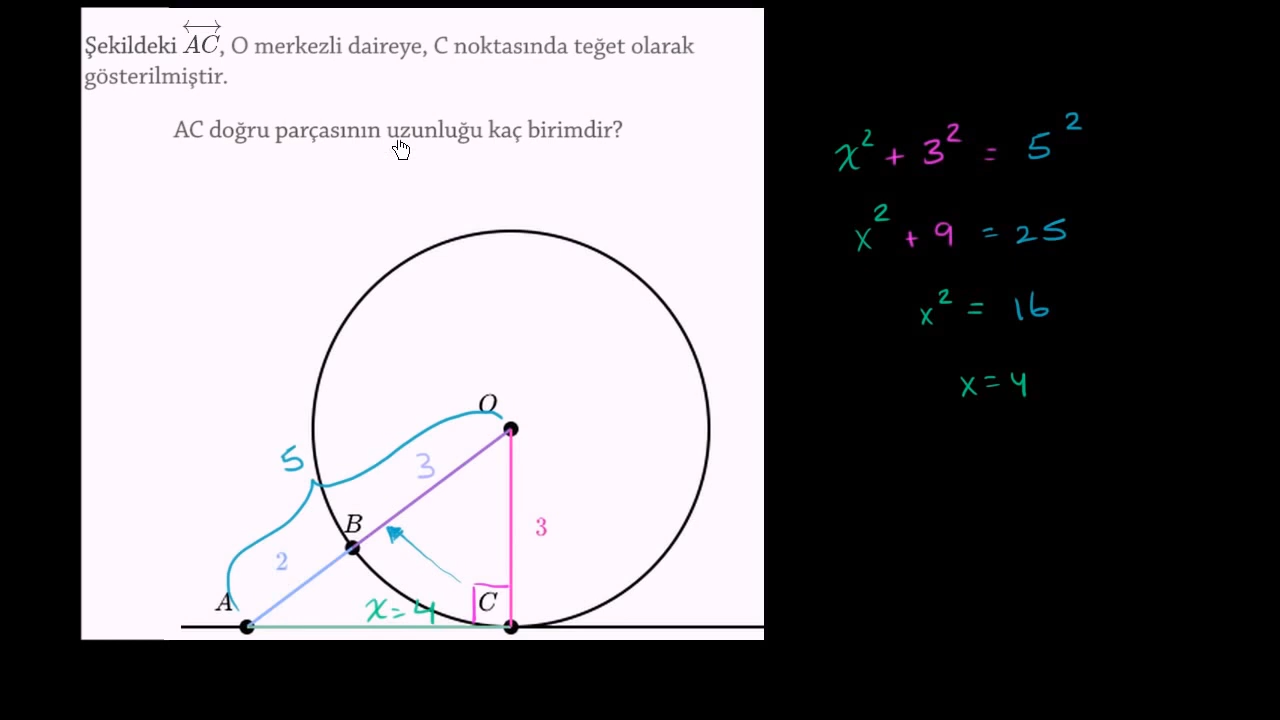 Şekildeki AC, O merkezli daireye, C noktasında teğet olarak
gösterilmiştir.
AC doğru parçasının uzunluğu kaç birimdir?
x² + 3² = 5²
x² + 9 = 25
x² = 16
x = 4
O
5
3
B
3
2
A
x = 4
C